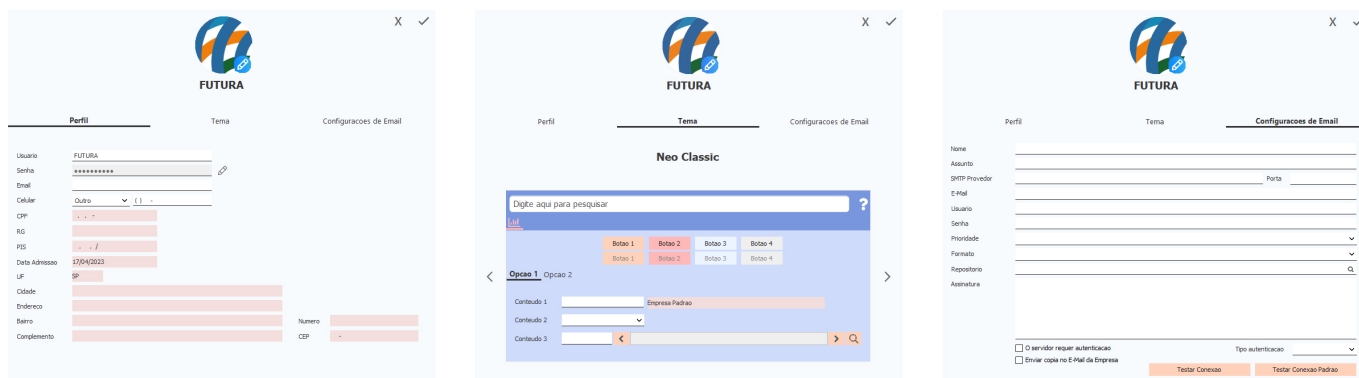 X ✓
FUTURA
Perfil Tema Configuracoes de Email
Usuario FUTURA
Senha ••••••••••
Email
Celular Outro ( ) -
CPF . . -
RG
PIS . . /
Data Admissao 17/04/2023
UF SP
Cidade
Endereco
Bairro Numero
Complemento CEP -
X ✓
FUTURA
Perfil Tema Configuracoes de Email
Neo Classic
Digite aqui para pesquisar ?
Botao 1 Botao 2 Botao 3 Botao 4
Botao 1 Botao 2 Botao 3 Botao 4
Opcao 1 Opcao 2
Conteudo 1 Empresa Padrao
Conteudo 2
Conteudo 3
X ✓
FUTURA
Perfil Tema Configuracoes de Email
Nome
Assunto
SMTP Provedor Porta
E-Mail
Usuario
Senha
Prioridade
Formato
Repositorio
Assinatura
O servidor requer autenticacao Tipo autenticacao
Enviar copia no E-Mail da Empresa
Testar Conexao Testar Conexao Padrao